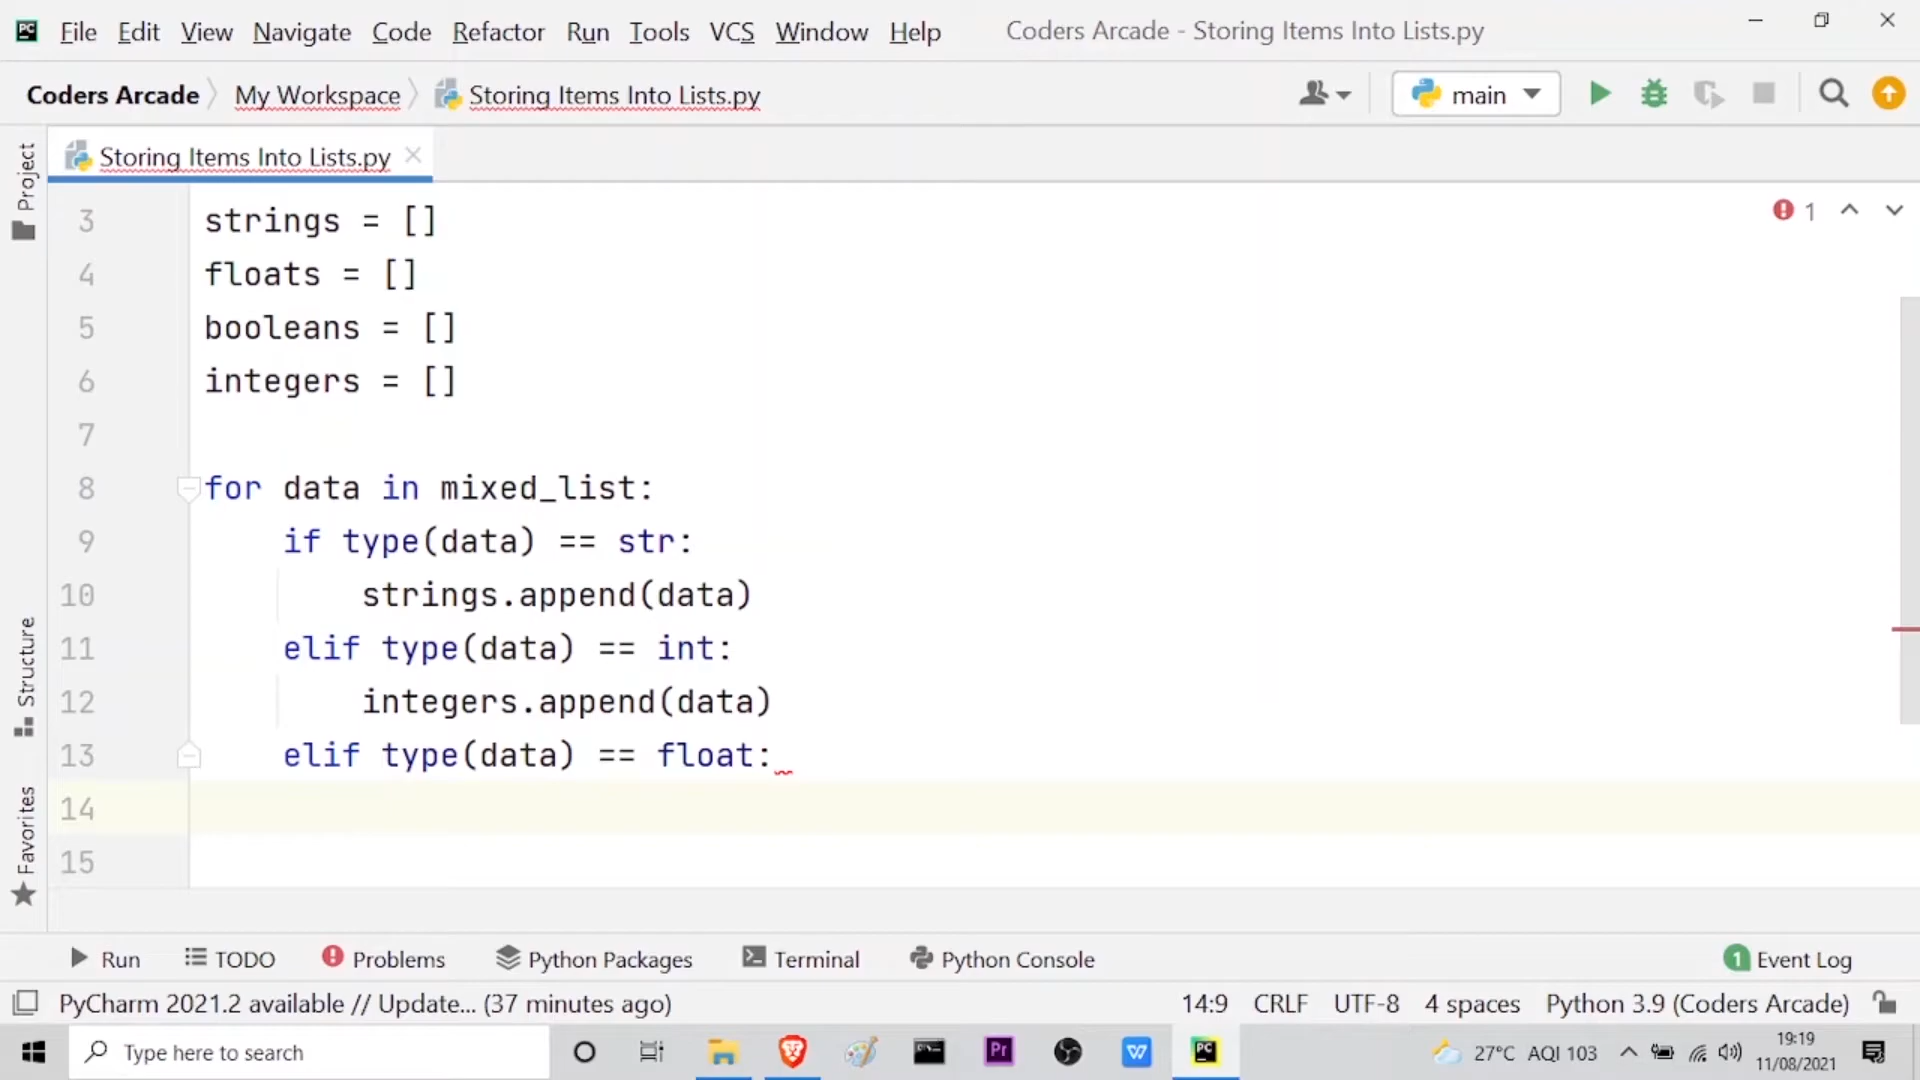 File Edit View Navigate Code Refactor Run Tools VCS Window Help Coders Arcade - Storing Items Into Lists.py
Coders Arcade My Workspace Storing Items Into Lists.py main
Storing Items Into Lists.py
Project
Structure
Favorites
1
3 strings = []
4 floats = []
5 booleans = []
6 integers = []
7
8 for data in mixed_list:
9 if type(data) == str:
10 strings.append(data)
11 elif type(data) == int:
12 integers.append(data)
13 elif type(data) == float:
14
15
Run TODO Problems Python Packages Terminal Python Console 1 Event Log
PyCharm 2021.2 available // Update... (37 minutes ago) 14:9 CRLF UTF-8 4 spaces Python 3.9 (Coders Arcade)
Type here to search Pr W PC 27°C AQI 103 19:19
11/08/2021